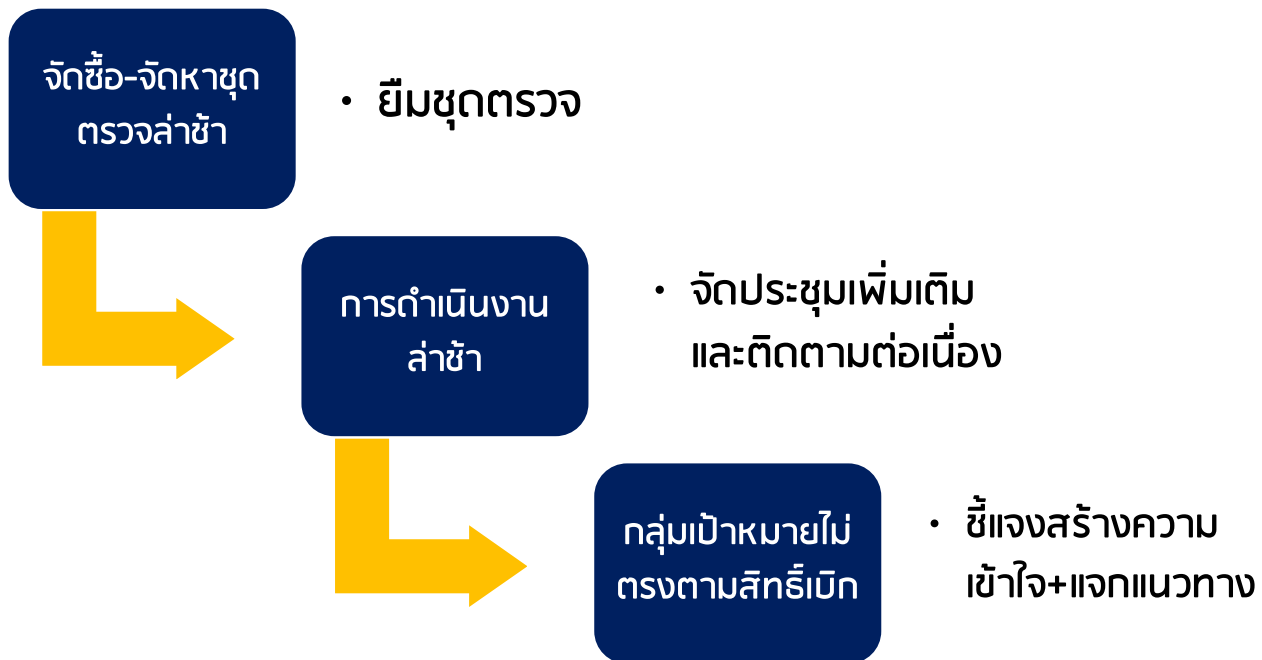 จัดซื้อ-จัดหาชุด
ตรวจล่าช้า
• ยืมชุดตรวจ
การดำเนินงาน
ล่าช้า
• จัดประชุมเพิ่มเติม
และติดตามต่อเนื่อง
กลุ่มเป้าหมายไม่
ตรงตามสิทธิ์เบิก
• ชี้แจงสร้างความ
เข้าใจ+แจกแนวทาง